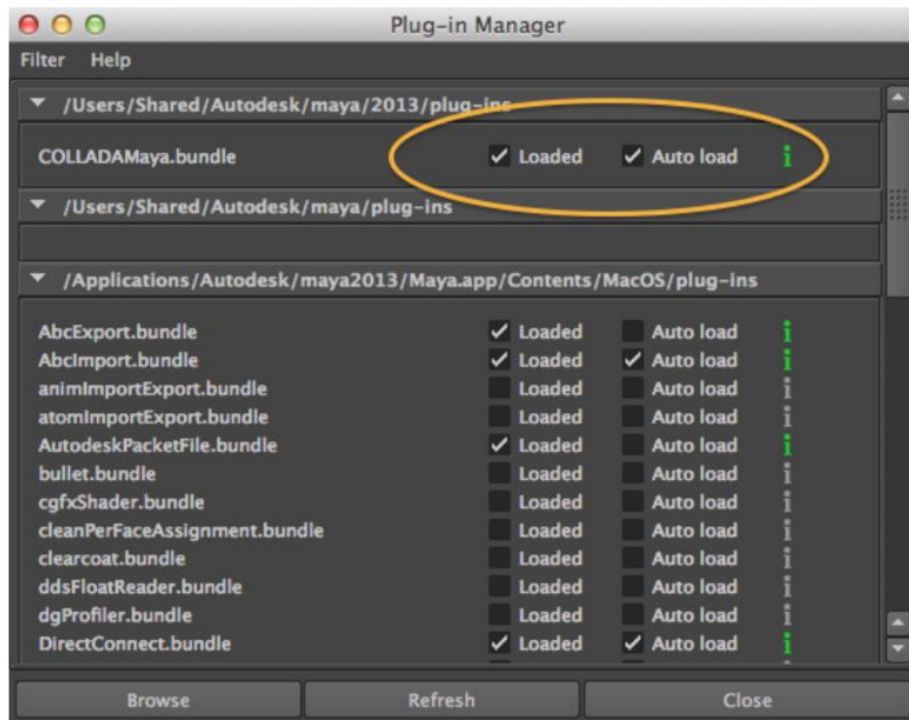 Plug-in Manager
Filter Help
/Users/Shared/Autodesk/maya/2013/plug-ins
COLLADAMaya.bundle Loaded Auto load i
/Users/Shared/Autodesk/maya/plug-ins
/Applications/Autodesk/maya2013/Maya.app/Contents/MacOS/plug-ins
AbcExport.bundle Loaded Auto load i
AbcImport.bundle Loaded Auto load i
animImportExport.bundle Loaded Auto load i
atomImportExport.bundle Loaded Auto load i
AutodeskPacketFile.bundle Loaded Auto load i
bullet.bundle Loaded Auto load i
cgfxShader.bundle Loaded Auto load i
cleanPerFaceAssignment.bundle Loaded Auto load i
clearcoat.bundle Loaded Auto load i
ddsFloatReader.bundle Loaded Auto load i
dgProfiler.bundle Loaded Auto load i
DirectConnect.bundle Loaded Auto load i
Browse Refresh Close